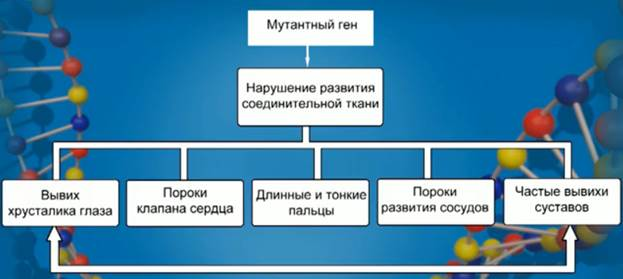 Мутантный ген
Нарушение развития
соединительной ткани
Вывих
хрусталика глаза
Пороки
клапана сердца
Длинные и тонкие
пальцы
Пороки
развития сосудов
Частые вывихи
суставов